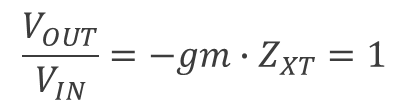 V_OUT / V_IN = −gm · Z_XT = 1